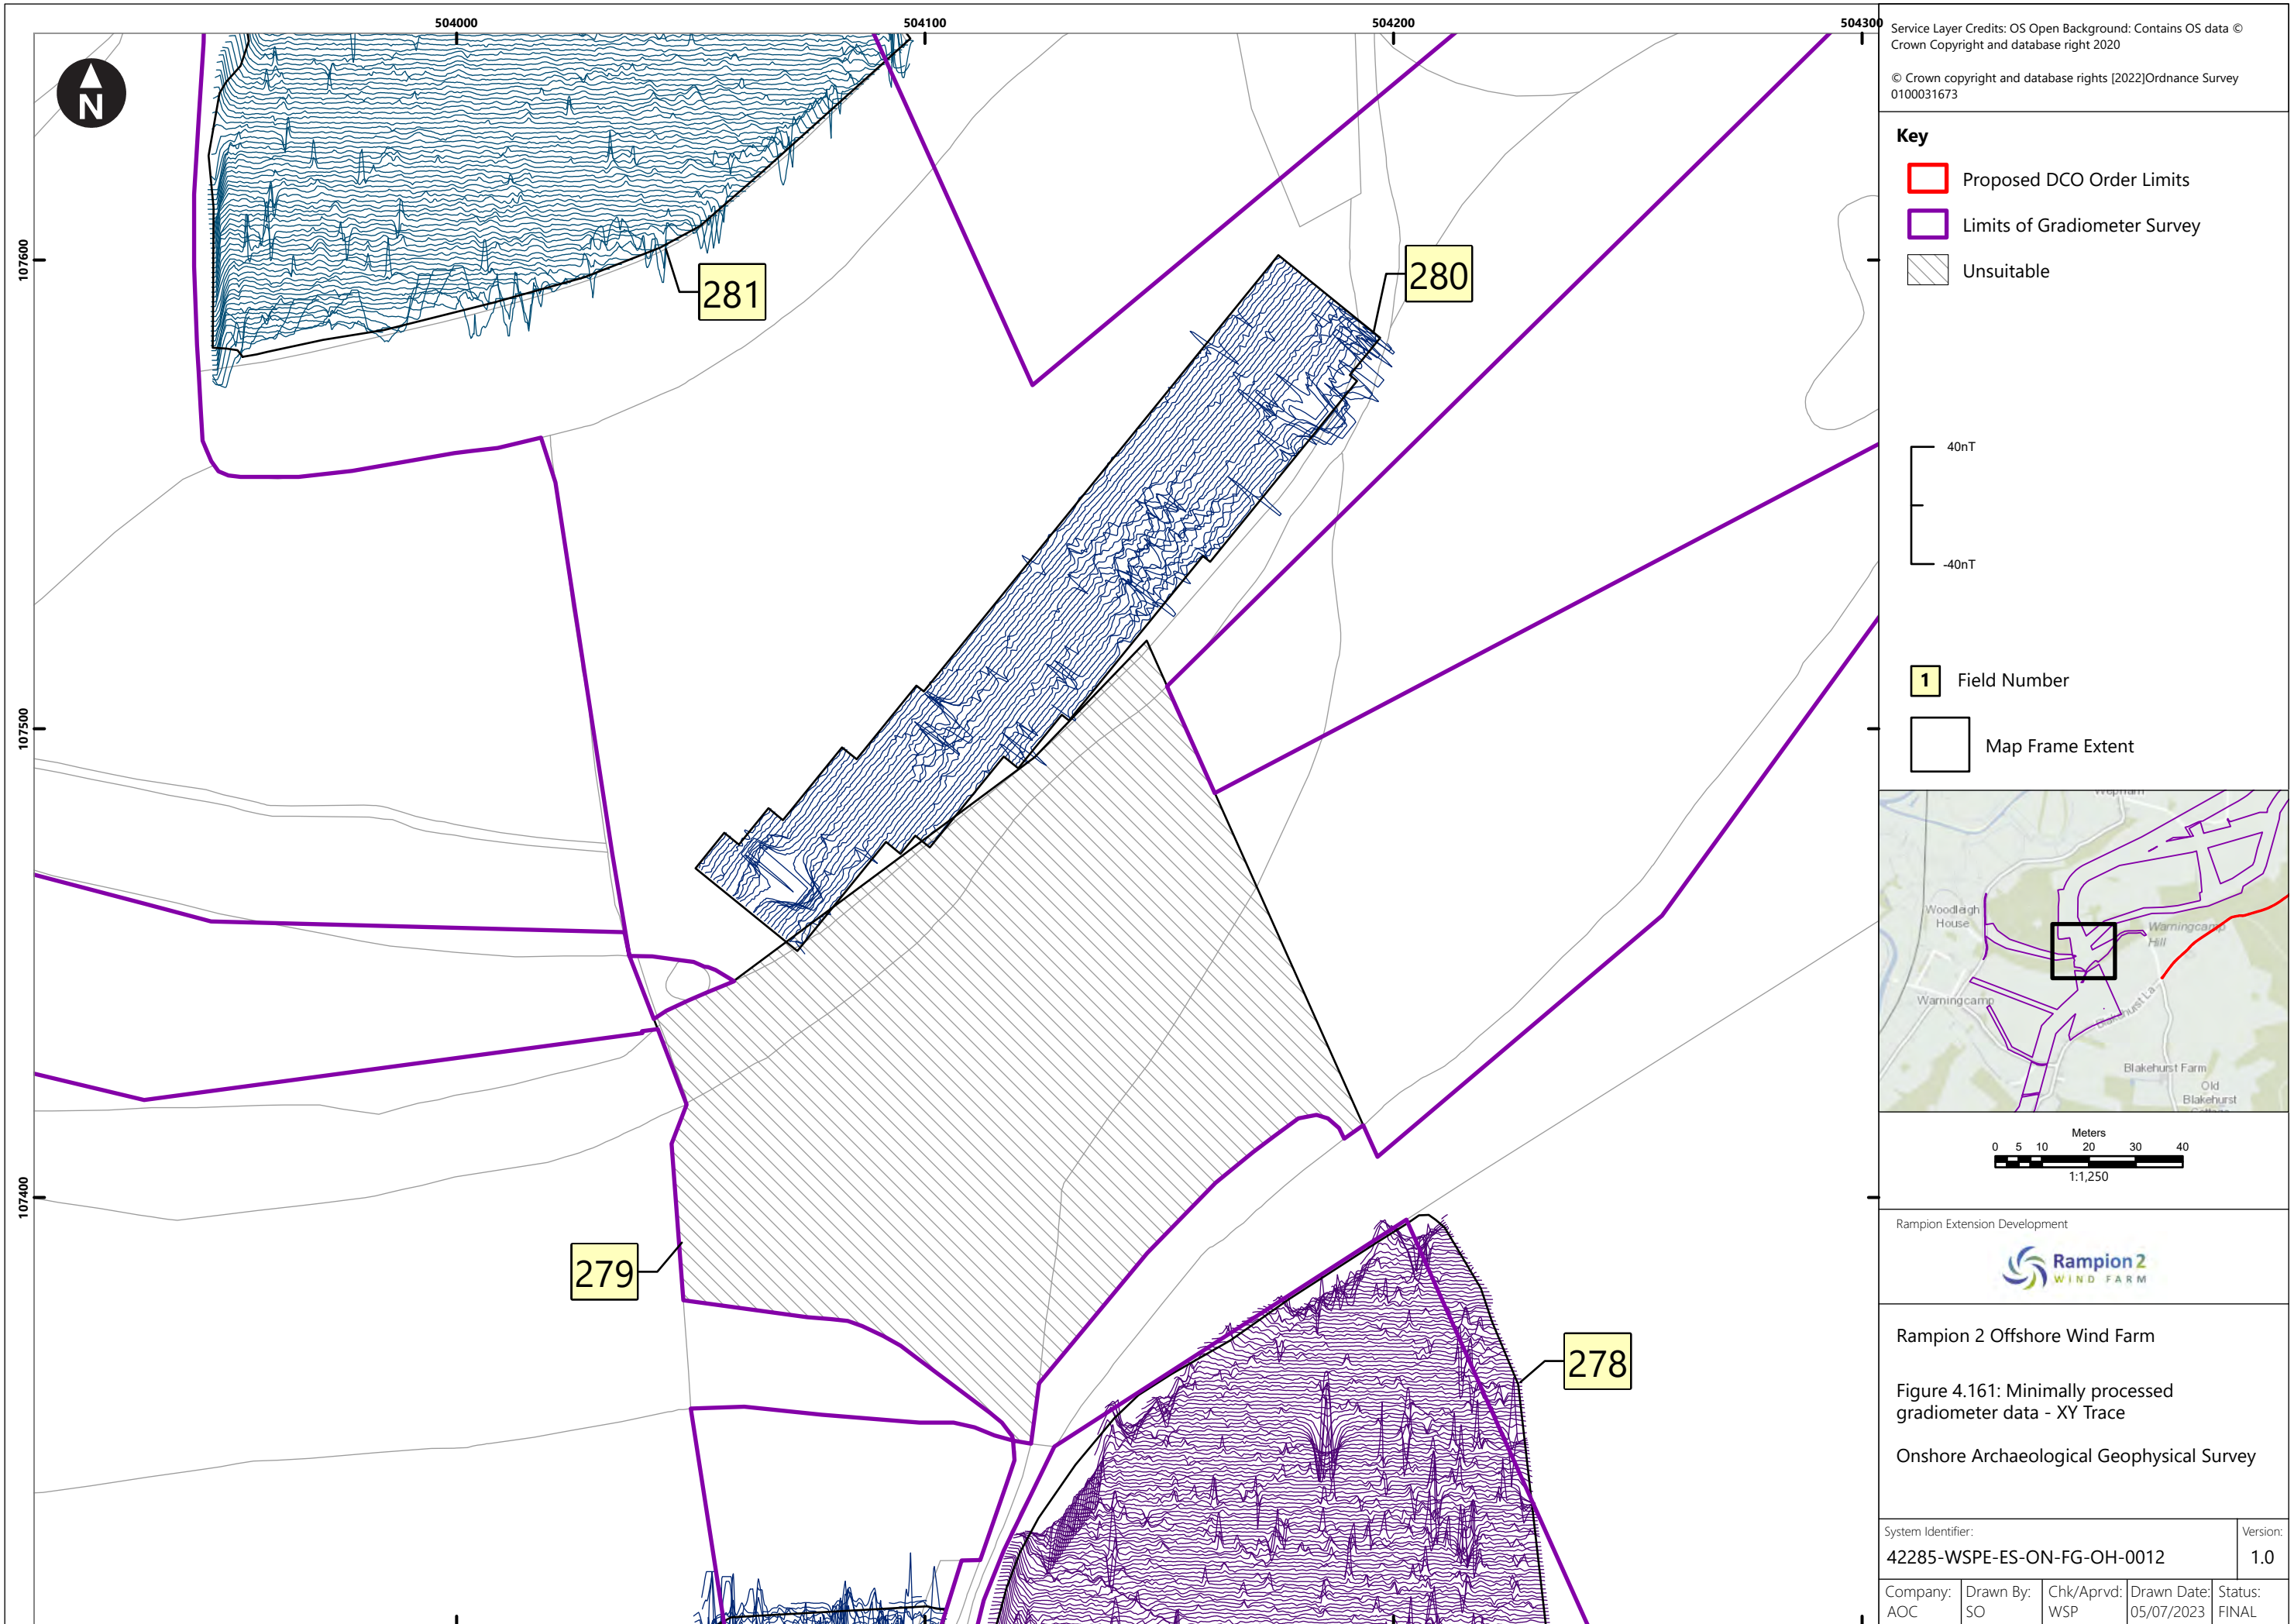 504000
504100
504200
504300
107600
107500
107400
N
281
280
279
278
Service Layer Credits: OS Open Background: Contains OS data ©
Crown Copyright and database right 2020
© Crown copyright and database rights [2022]Ordnance Survey
0100031673
Key
Proposed DCO Order Limits
Limits of Gradiometer Survey
Unsuitable
40nT
-40nT
1 Field Number
Map Frame Extent
Woodleigh
House
Warningcamp
Hill
Warningcamp
Blakehurst La
Blakehurst Farm
Old
Blakehurst
Meters
0 5 10 20 30 40
1:1,250
Rampion Extension Development
Rampion 2
WIND FARM
Rampion 2 Offshore Wind Farm
Figure 4.161: Minimally processed
gradiometer data - XY Trace
Onshore Archaeological Geophysical Survey
System Identifier:
42285-WSPE-ES-ON-FG-OH-0012
Version:
1.0
Company:
AOC
Drawn By:
SO
Chk/Aprvd:
WSP
Drawn Date:
05/07/2023
Status:
FINAL